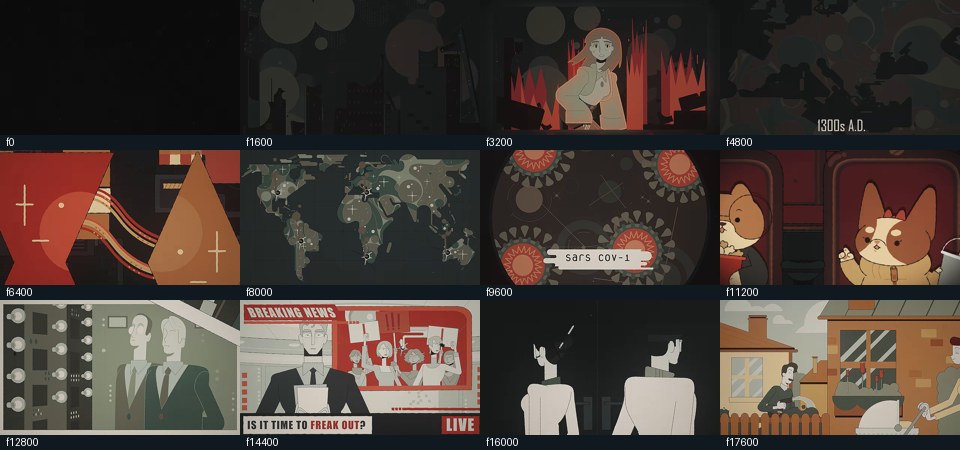 f0
f1600
f3200
1300s A.D.
f4800
f6400
f8000
sars cov-1
f9600
f11200
f12800
BREAKING NEWS
IS IT TIME TO FREAK OUT?
LIVE
f14400
f16000
f17600